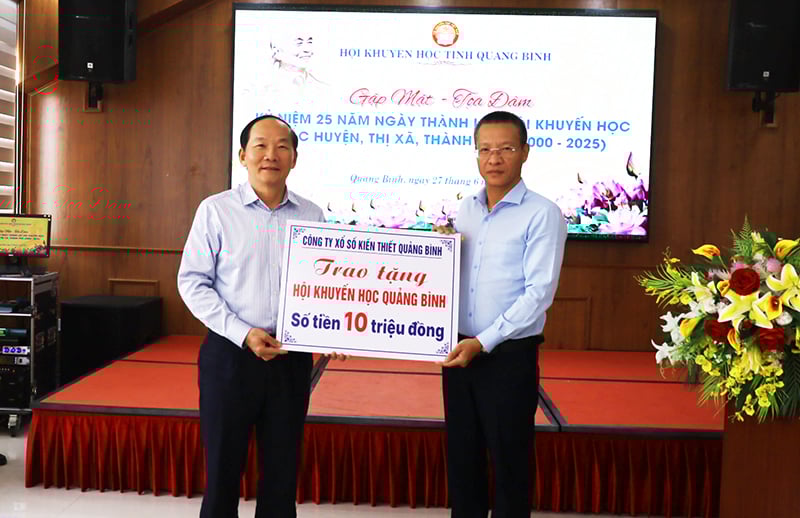 HỘI KHUYẾN HỌC TỈNH QUẢNG BÌNH
Gặp Mặt - Tọa Đàm
KỶ NIỆM 25 NĂM NGÀY THÀNH HỘI KHUYẾN HỌC
HUYỆN, THỊ XÃ, THÀNH 000 - 2025)
Quảng Bình, ngày 27 tháng 6
CÔNG TY XỔ SỐ KIẾN THIẾT QUẢNG BÌNH
Trao tặng
HỘI KHUYẾN HỌC QUẢNG BÌNH
Số tiền 10 triệu đồng